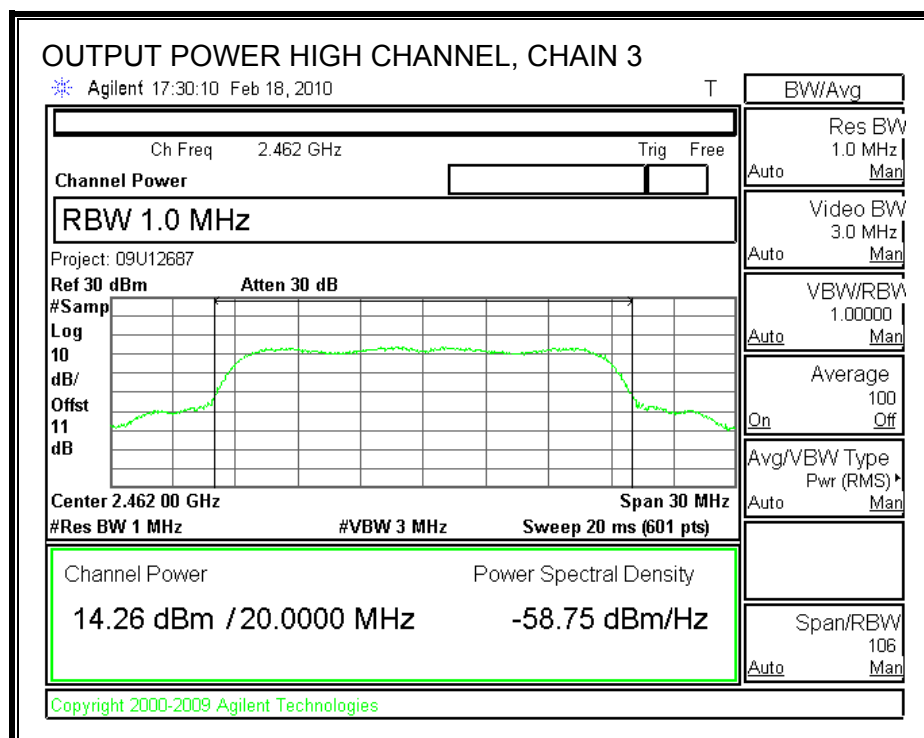 OUTPUT POWER HIGH CHANNEL, CHAIN 3
Agilent 17:30:10 Feb 18, 2010 T
BW/Avg
Ch Freq 2.462 GHz Trig Free
Channel Power
RBW 1.0 MHz
Project: 09U12687
Ref 30 dBm Atten 30 dB
#Samp
Log
10
dB/
Offst
11
dB
Center 2.462 00 GHz Span 30 MHz
#Res BW 1 MHz #VBW 3 MHz Sweep 20 ms (601 pts)
Channel Power Power Spectral Density
14.26 dBm / 20.0000 MHz -58.75 dBm/Hz
Copyright 2000-2009 Agilent Technologies
Res BW
1.0 MHz
Auto Man
Video BW
3.0 MHz
Auto Man
VBW/RBW
1.00000
Auto Man
Average
100
On Off
Avg/VBW Type
Pwr (RMS)
Auto Man
Span/RBW
106
Auto Man